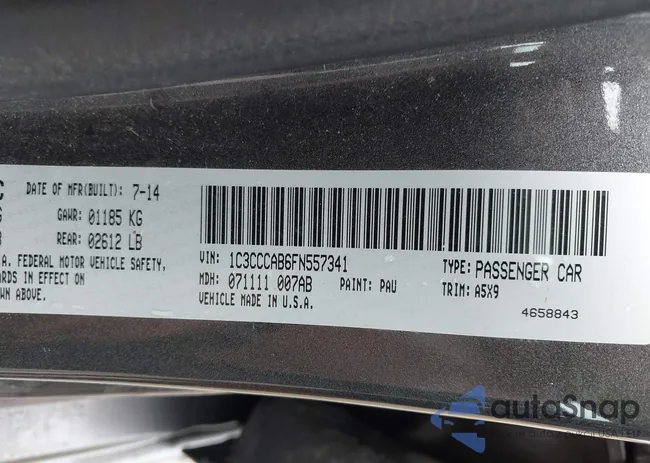 C DATE OF MFR(BUILT): 7-14
GAWR: 01185 KG
REAR: 02612 LB
A. FEDERAL MOTOR VEHICLE SAFETY,
ARDS IN EFFECT ON
WN ABOVE.
VIN: 1C3CCCAB6FN557341
MDH: 071111 007AB PAINT: PAU
VEHICLE MADE IN U.S.A.
TYPE: PASSENGER CAR
TRIM: A5X9
4658843
autoSnap